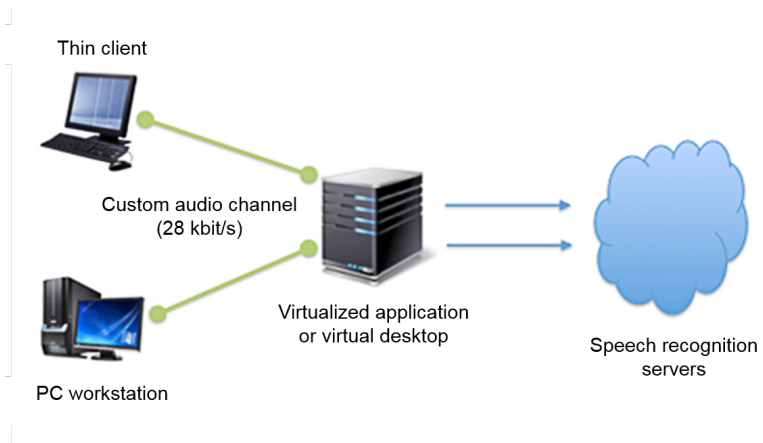 Thin client
Custom audio channel
(28 kbit/s)
Virtualized application
or virtual desktop
Speech recognition
servers
PC workstation